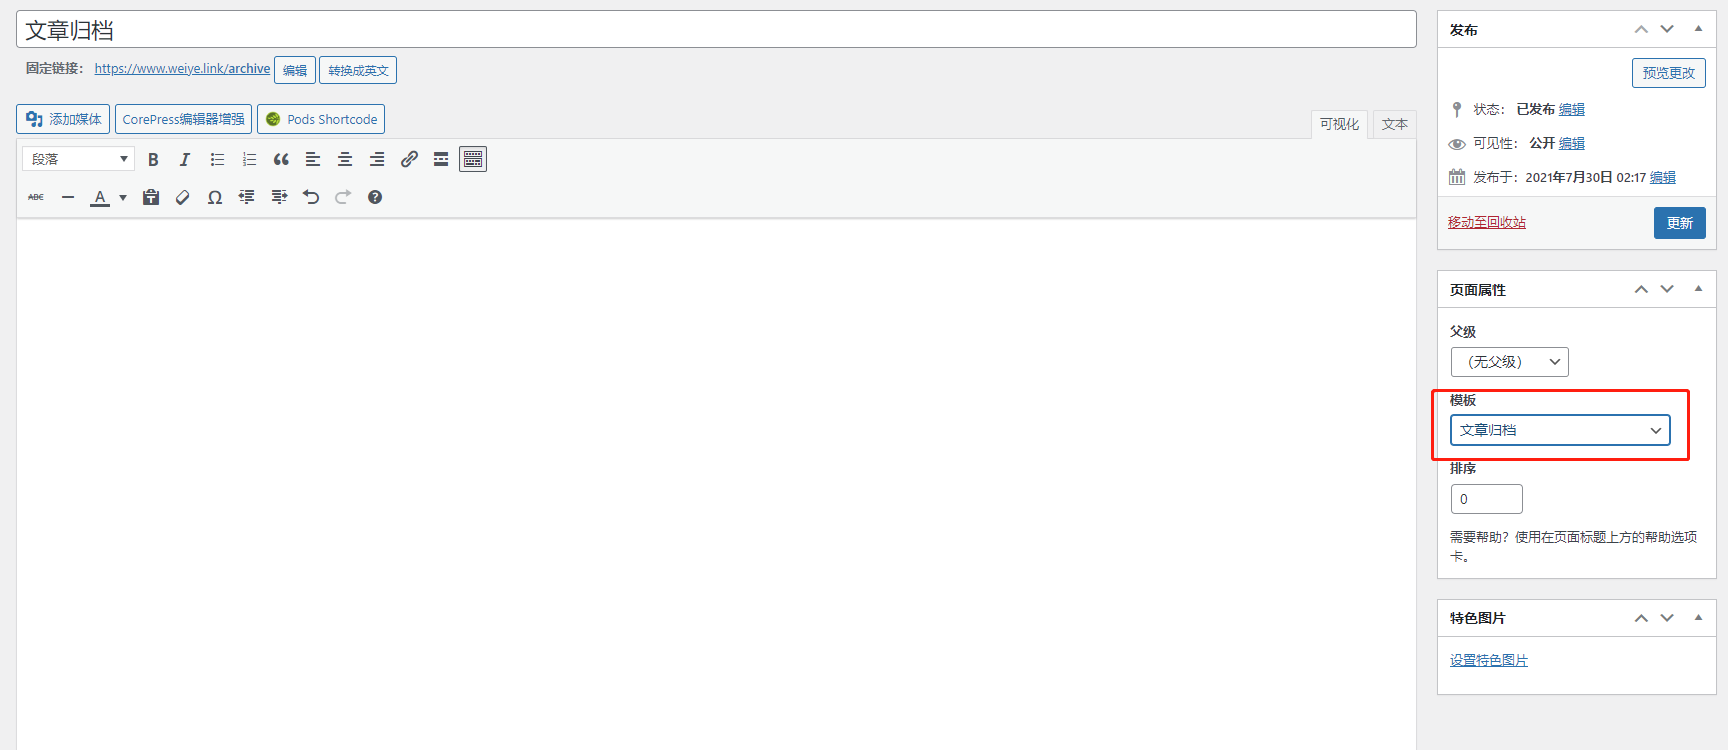 文章归档
固定链接： https://www.weiye.link/archive 编辑 转换成英文
添加媒体 CorePress编辑器增强 Pods Shortcode
可视化 文本
段落
B I
ABC A Ω
发布
预览更改
状态： 已发布 编辑
可见性： 公开 编辑
发布于：2021年7月30日 02:17 编辑
移动至回收站 更新
页面属性
父级
（无父级）
模板
文章归档
排序
0
需要帮助？使用在页面标题上方的帮助选项
卡。
特色图片
设置特色图片